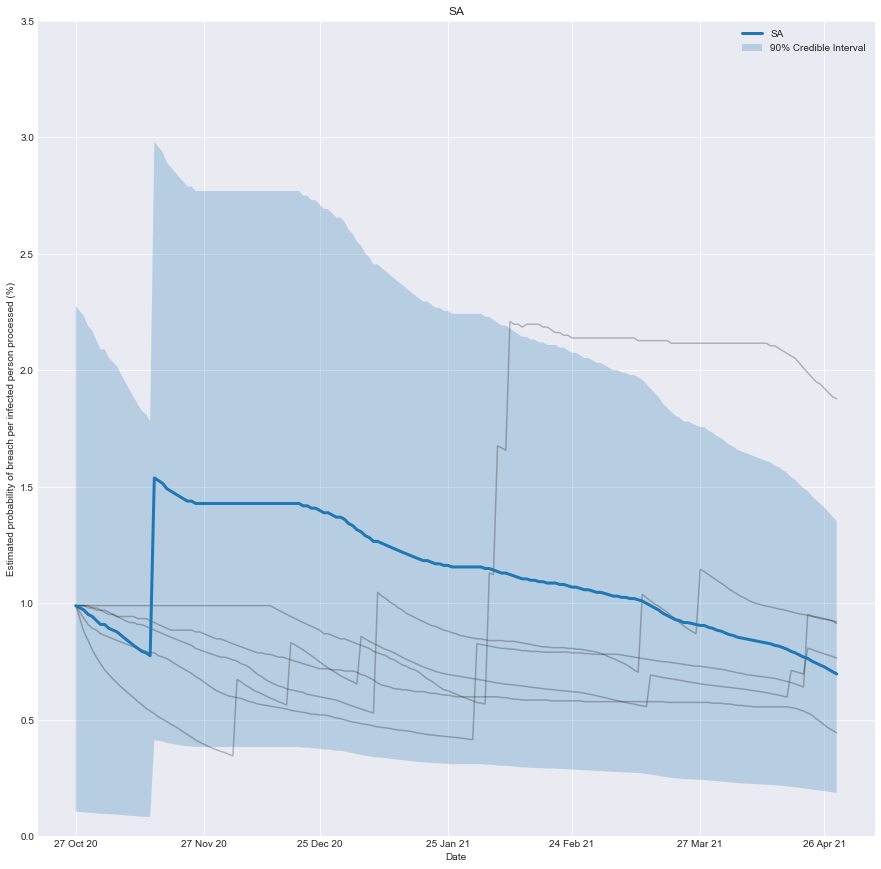 SA
SA
90% Credible Interval
Estimated probability of breach per infected person processed (%)
3.5
3.0
2.5
2.0
1.5
1.0
0.5
0.0
27 Oct 20
27 Nov 20
25 Dec 20
25 Jan 21
24 Feb 21
27 Mar 21
26 Apr 21
Date